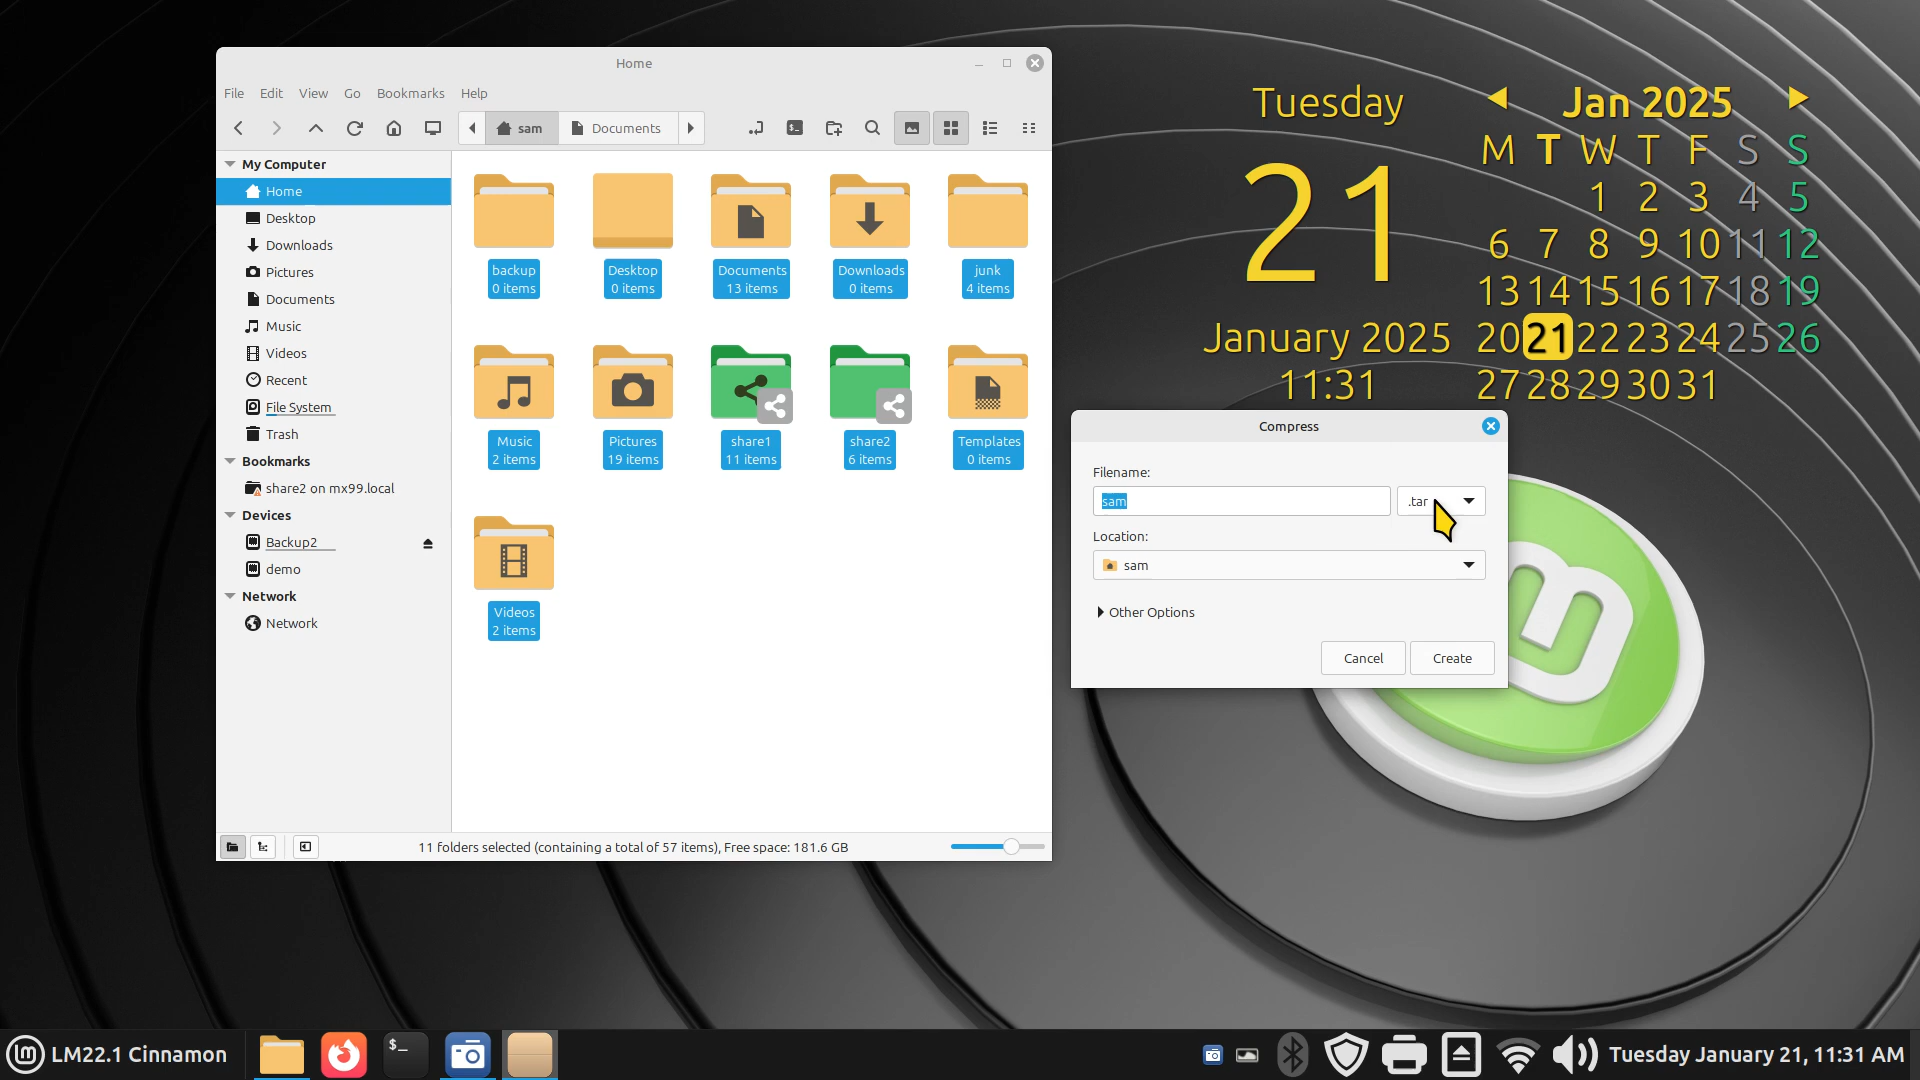 Home
File Edit View Go Bookmarks Help
sam Documents
My Computer
Home
Desktop
Downloads
Pictures
Documents
Music
Videos
Recent
File System
Trash
Bookmarks
share2 on mx99.local
Devices
Backup2
demo
Network
Network
backup
0 items
Desktop
0 items
Documents
13 items
Downloads
0 items
junk
4 items
Music
2 items
Pictures
19 items
share1
11 items
share2
6 items
Templates
0 items
Videos
2 items
11 folders selected (containing a total of 57 items), Free space: 181.6 GB
Tuesday
21
January 2025
11:31
Jan 2025
M T W T F S S
1 2 3 4 5
6 7 8 9 10 11 12
13 14 15 16 17 18 19
20 21 22 23 24 25 26
27 28 29 30 31
Compress
Filename:
sam .tar
Location:
sam
Other Options
Cancel Create
LM22.1 Cinnamon
$_
Tuesday January 21, 11:31 AM